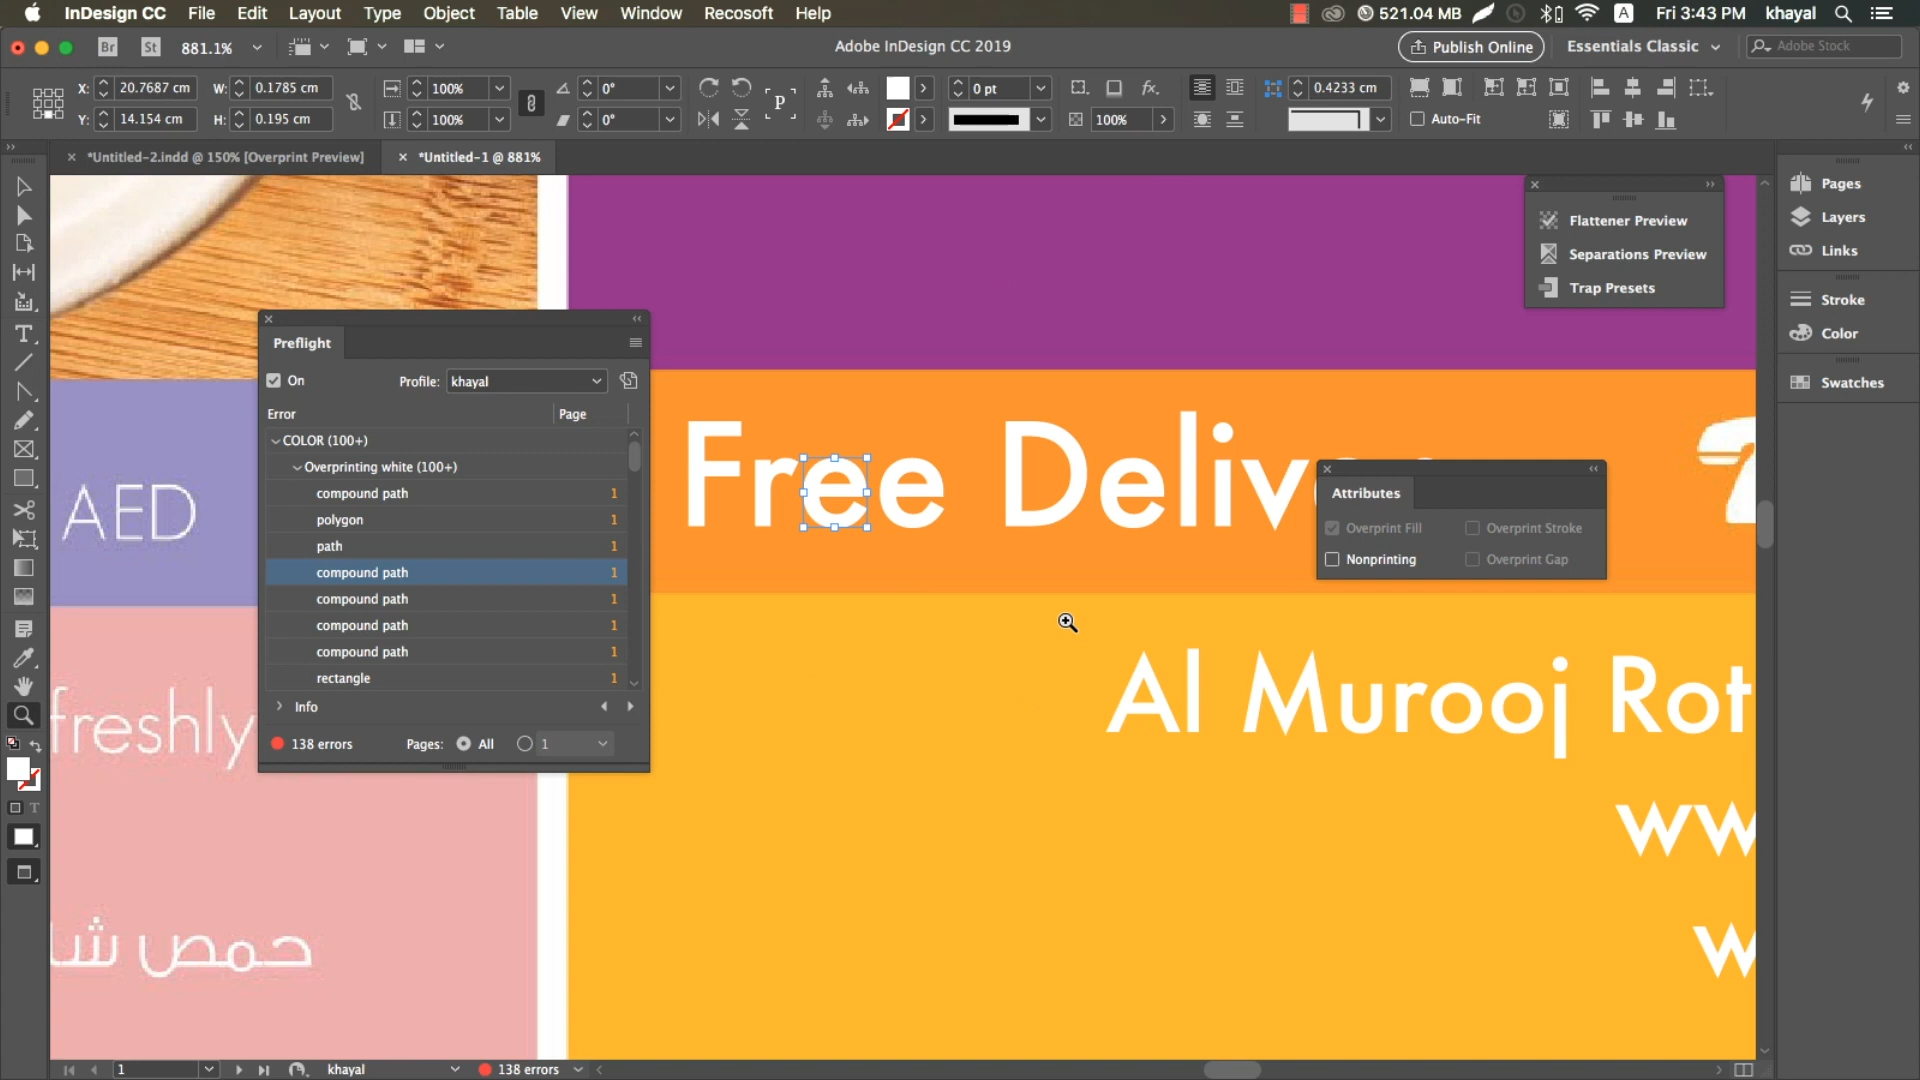 InDesign CC File Edit Layout Type Object Table View Window Recosoft Help 521.04 MB A Fri 3:43 PM khayal
Br St 881.1% Adobe InDesign CC 2019 Publish Online Essentials Classic Adobe Stock
X: 20.7687 cm W: 0.1785 cm 100% 0° P 0 pt fx. 0.4233 cm
Y: 14.154 cm H: 0.195 cm 100% 0° 100% Auto-Fit
*Untitled-2.indd @ 150% [Overprint Preview] *Untitled-1 @ 881%
Pages
Layers
Links
Stroke
Color
Swatches
Flattener Preview
Separations Preview
Trap Presets
Preflight
On Profile: khayal
Error Page
COLOR (100+)
Overprinting white (100+)
compound path 1
polygon 1
path 1
compound path 1
compound path 1
compound path 1
compound path 1
rectangle 1
Info
138 errors Pages: All 1
Free Delive
Attributes
Overprint Fill Overprint Stroke
Nonprinting Overprint Gap
AED
freshly
حمص شا
Al Murooj Rot
ww
w
1 khayal 138 errors